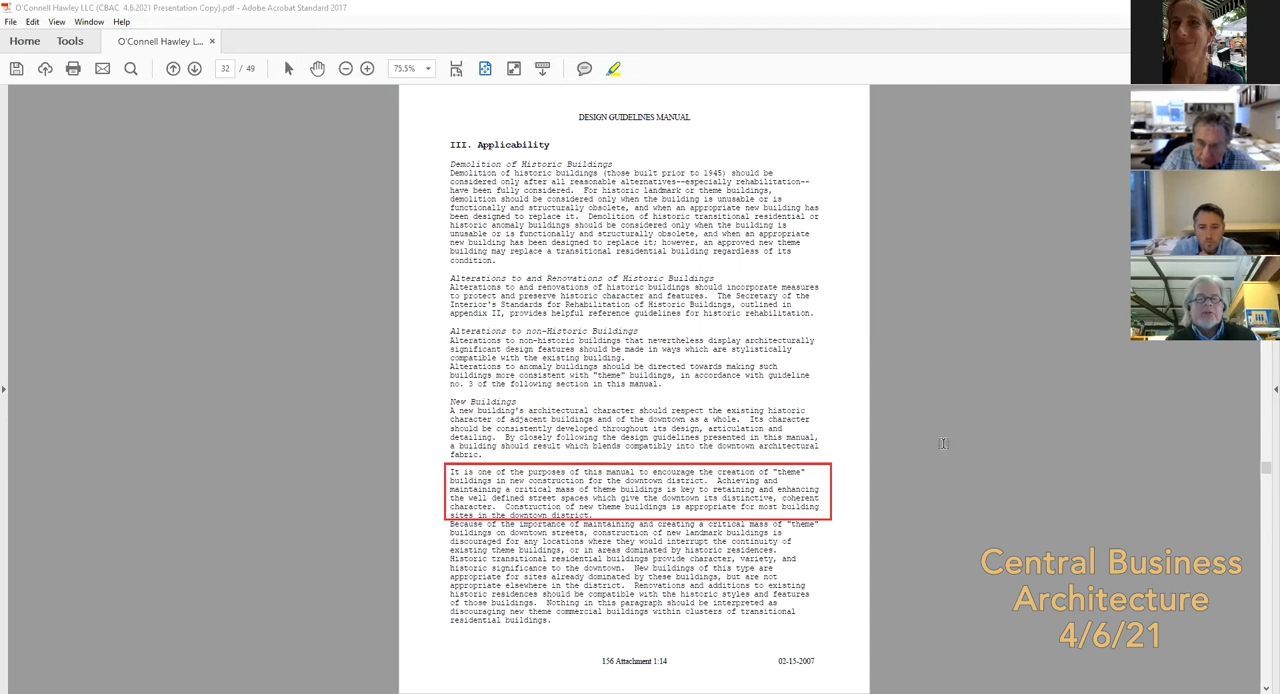 O'Connell Hawley LLC (CBAC 4.6.2021 Presentation Copy).pdf - Adobe Acrobat Standard 2017
File Edit View Window Help
Home Tools O'Connell Hawley L... ×
32 / 49 75.5%
DESIGN GUIDELINES MANUAL
III. Applicability
Demolition of Historic Buildings
Demolition of historic buildings (those built prior to 1945) should be
considered only after all reasonable alternatives--especially rehabilitation--
have been fully considered. For historic landmark or theme buildings,
demolition should be considered only when the building is unusable or is
functionally and structurally obsolete, and when an appropriate new building has
been designed to replace it. Demolition of historic transitional residential or
historic anomaly buildings should be considered only when the building is
unusable or is functionally and structurally obsolete, and when an appropriate
new building has been designed to replace it; however, an approved new theme
building may replace a transitional residential building regardless of its
condition.
Alterations to and Renovations of Historic Buildings
Alterations to and renovations of historic buildings should incorporate measures
to protect and preserve historic character and features. The Secretary of the
Interior's Standards for Rehabilitation of Historic Buildings, outlined in
appendix II, provides helpful reference guidelines for historic rehabilitation.
Alterations to non-Historic Buildings
Alterations to non-historic buildings that nevertheless display architecturally
significant design features should be made in ways which are stylistically
compatible with the existing building.
Alterations to anomaly buildings should be directed towards making such
buildings more consistent with "theme" buildings, in accordance with guideline
no. 3 of the following section in this manual.
New Buildings
A new building's architectural character should respect the existing historic
character of adjacent buildings and of the downtown as a whole. Its character
should be consistently developed throughout its design, articulation and
detailing. By closely following the design guidelines presented in this manual,
a building should result which blends compatibly into the downtown architectural
fabric.
It is one of the purposes of this manual to encourage the creation of "theme"
buildings in new construction for the downtown district. Achieving and
maintaining a critical mass of theme buildings is key to retaining and enhancing
the well defined street spaces which give the downtown its distinctive, coherent
character. Construction of new theme buildings is appropriate for most building
sites in the downtown district.
Because of the importance of maintaining and creating a critical mass of "theme"
buildings on downtown streets, construction of new landmark buildings is
discouraged for any locations where they would interrupt the continuity of
existing theme buildings, or in areas dominated by historic residences.
Historic transitional residential buildings provide character, variety, and
historic significance to the downtown. New buildings of this type are
appropriate for sites already dominated by these buildings, but are not
appropriate elsewhere in the district. Renovations and additions to existing
historic residences should be compatible with the historic styles and features
of those buildings. Nothing in this paragraph should be interpreted as
discouraging new theme commercial buildings within clusters of transitional
residential buildings.
156 Attachment 1:14 02-15-2007
Central Business
Architecture
4/6/21